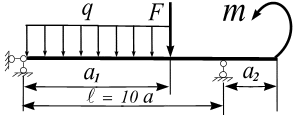 q F m
a₁ a₂
ℓ = 10 a